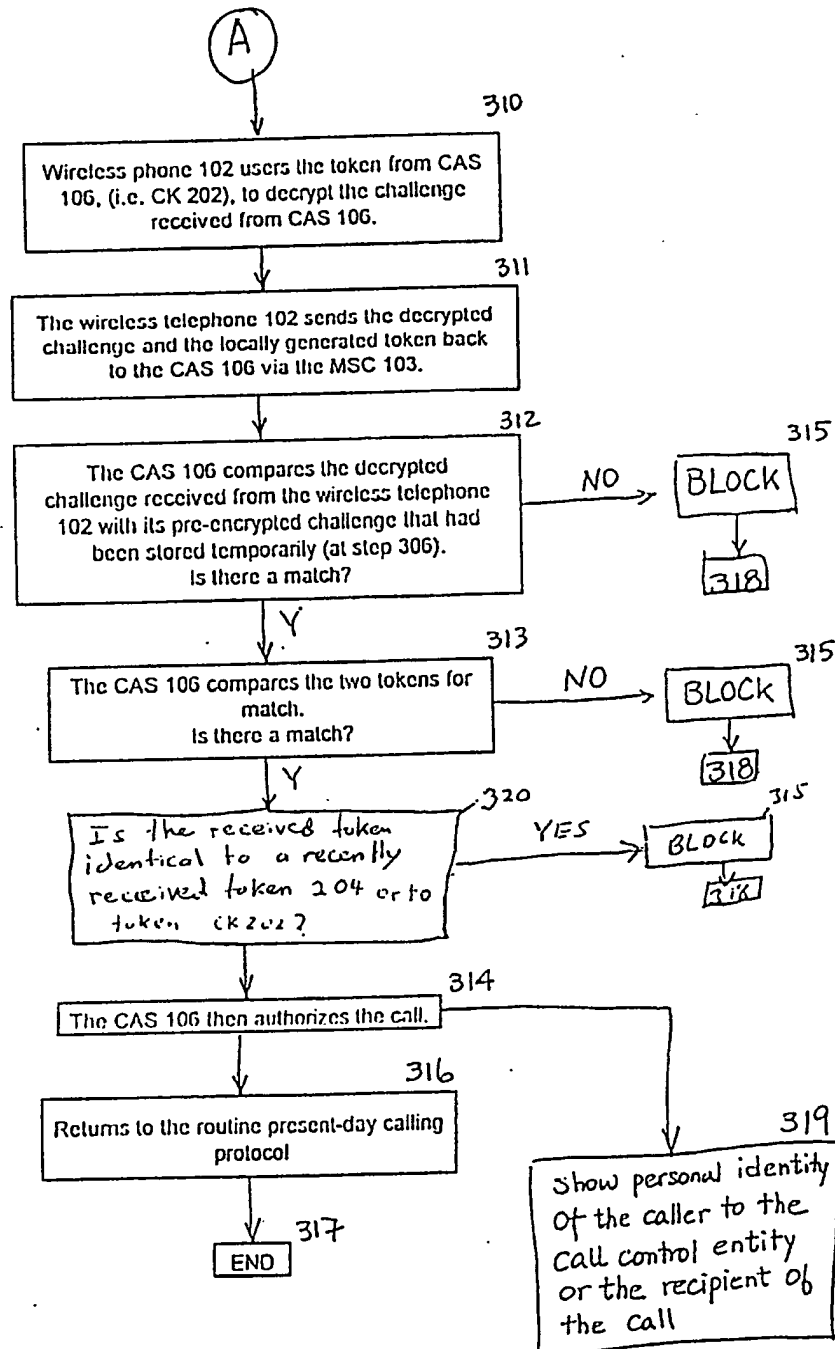 A
310
Wireless phone 102 users the token from CAS
106, (i.e. CK 202), to decrypt the challenge
received from CAS 106.
311
The wireless telephone 102 sends the decrypted
challenge and the locally generated token back
to the CAS 106 via the MSC 103.
312
The CAS 106 compares the decrypted
challenge received from the wireless telephone
102 with its pre-encrypted challenge that had
been stored temporarily (at step 306).
Is there a match?
NO
315
BLOCK
318
Y
313
The CAS 106 compares the two tokens for
match.
Is there a match?
NO
315
BLOCK
318
Y
320
Is the received token
identical to a recently
received token 204 or to
token CK202?
YES
315
BLOCK
318
314
The CAS 106 then authorizes the call.
316
Returns to the routine present-day calling
protocol
317
END
319
Show personal identity
Of the caller to the
Call control entity
or the recipient of
the call